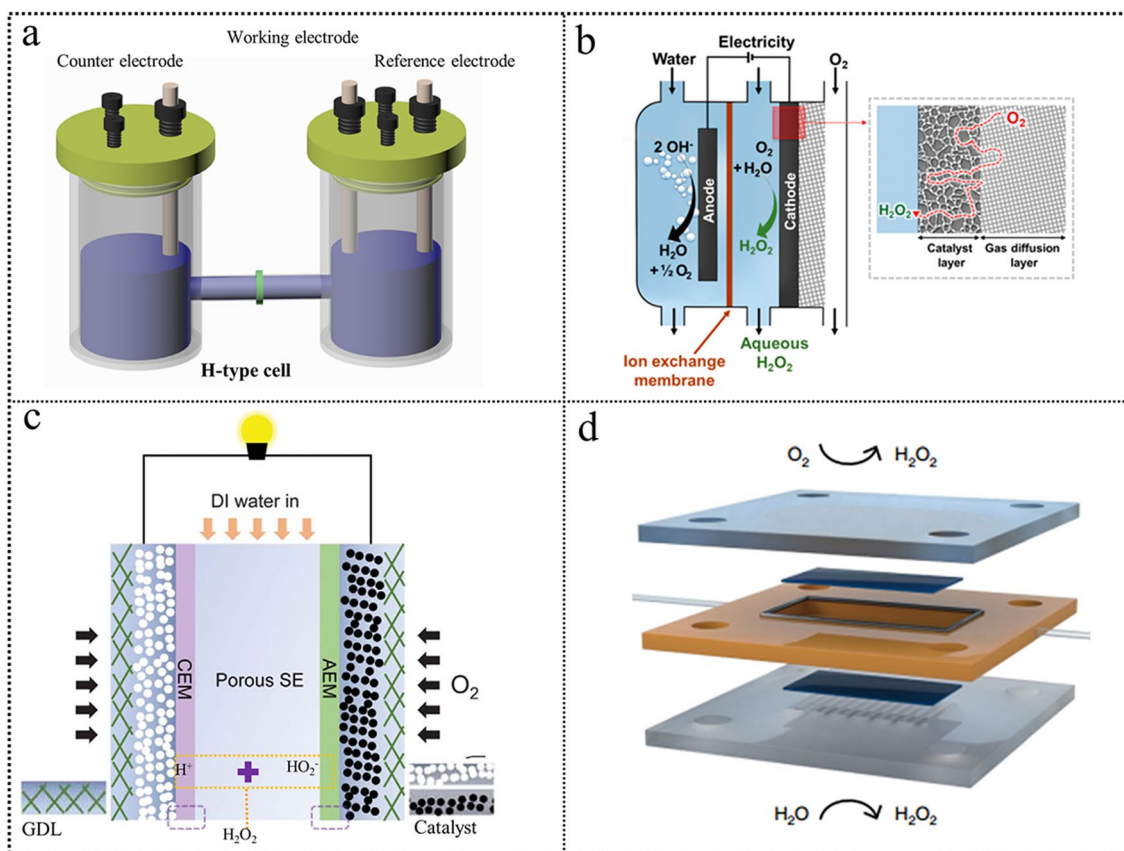 a
Working electrode
Counter electrode
Reference electrode
H-type cell
b
Electricity
Water
O₂
2 OH⁻
Anode
H₂O
+ ½ O₂
O₂
+H₂O
H₂O₂
Cathode
Ion exchange
membrane
Aqueous
H₂O₂
O₂
H₂O₂
Catalyst
layer
Gas diffusion
layer
c
DI water in
CEM
Porous SE
AEM
O₂
H⁺
HO₂⁻
H₂O₂
GDL
Catalyst
d
O₂ H₂O₂
H₂O H₂O₂